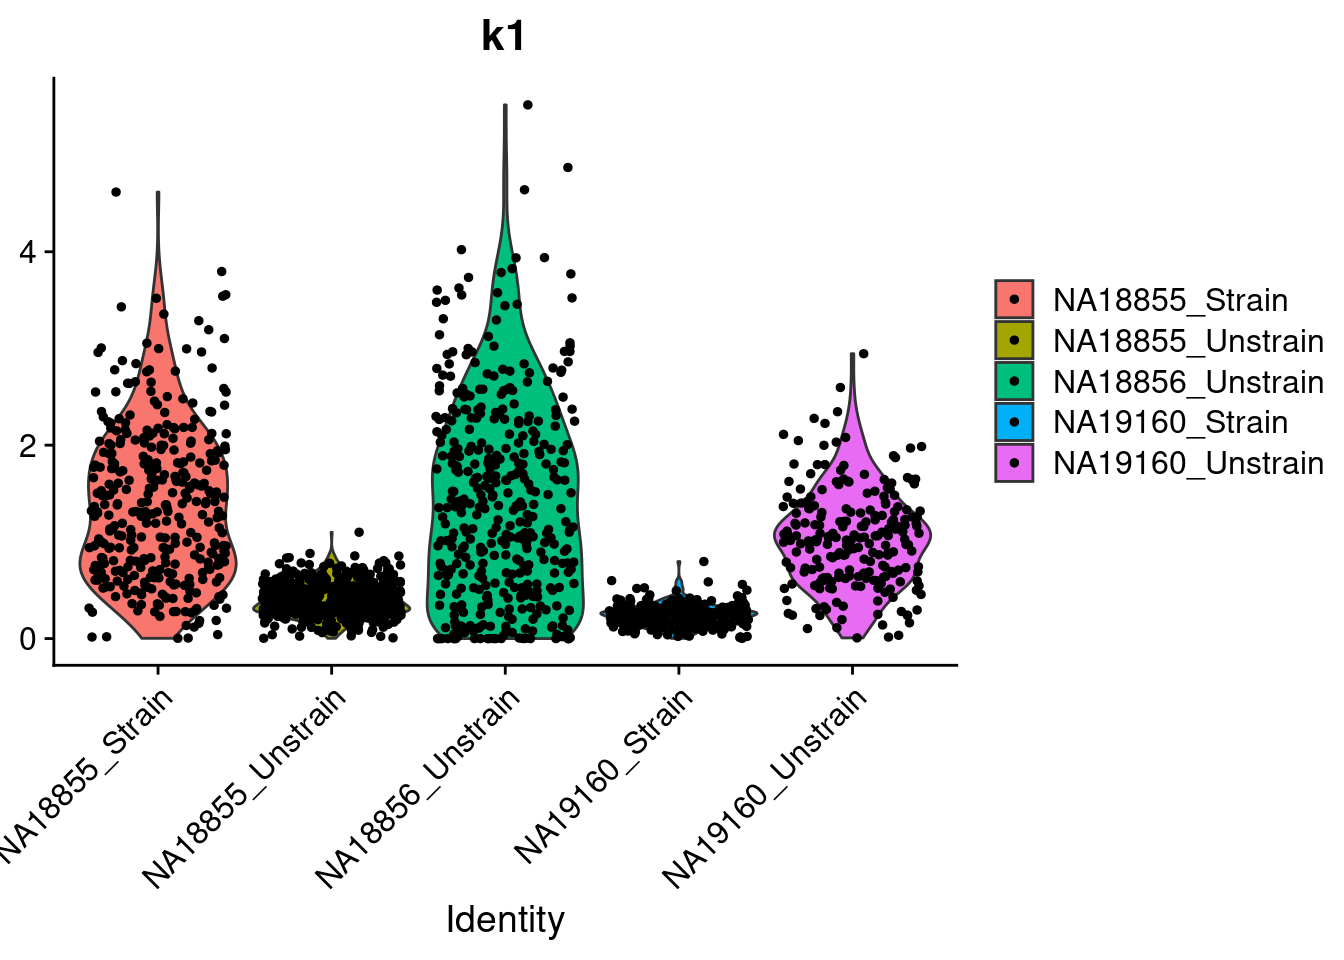 k1
4
2
0
NA18855_Strain
NA18855_Unstrain
NA18856_Unstrain
NA19160_Strain
NA19160_Unstrain
Identity
NA18855_Strain
NA18855_Unstrain
NA18856_Unstrain
NA19160_Strain
NA19160_Unstrain